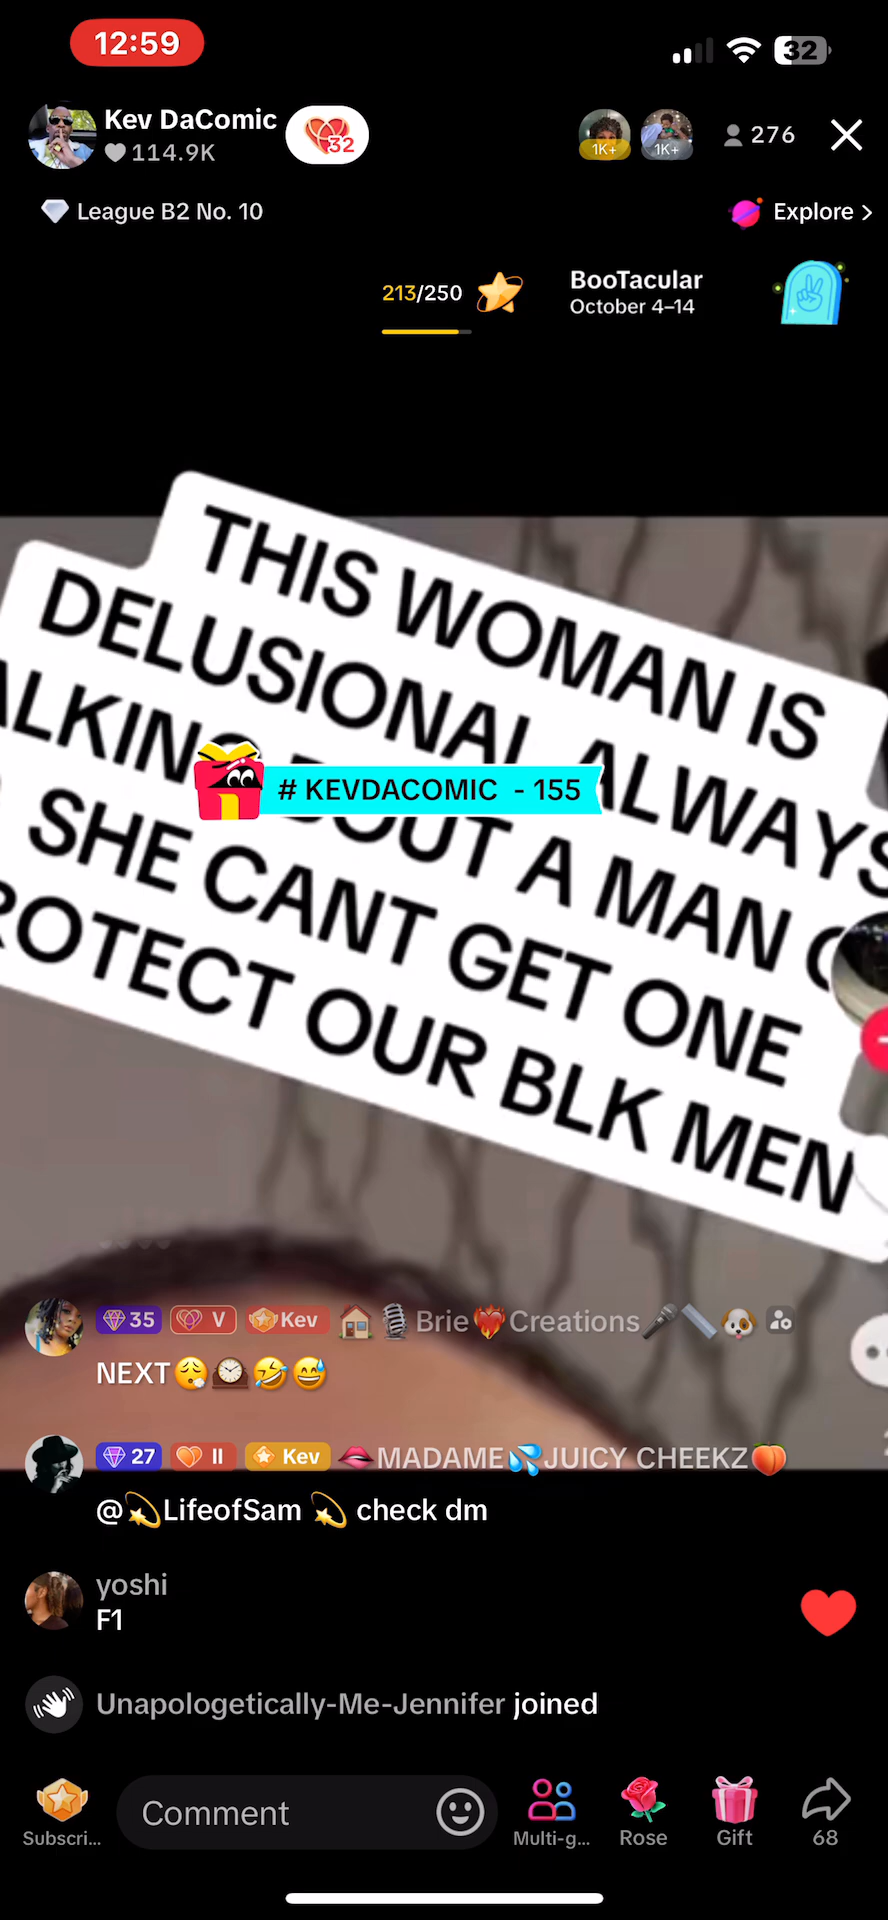 12:59
32
Kev DaComic
114.9K
32
1K+
1K+
276
League B2 No. 10
Explore >
213/250
BooTacular
October 4–14
THIS WOMAN IS
DELUSIONAL ALWAYS
ABOUT A MAN
# KEVDACOMIC - 155
SHE CANT GET ONE
OUR BLK MEN
35 V Kev 🏠🎙️Brie❤️‍🔥Creations🎤📏🐶
NEXT😮‍💨🕰️🤣😅
27 II Kev 🫦MADAME💦JUICY CHEEKZ🍑
@💫LifeofSam 💫 check dm
yoshi
F1
Unapologetically-Me-Jennifer joined
Subscri...
Comment
Multi-g...
Rose
Gift
68